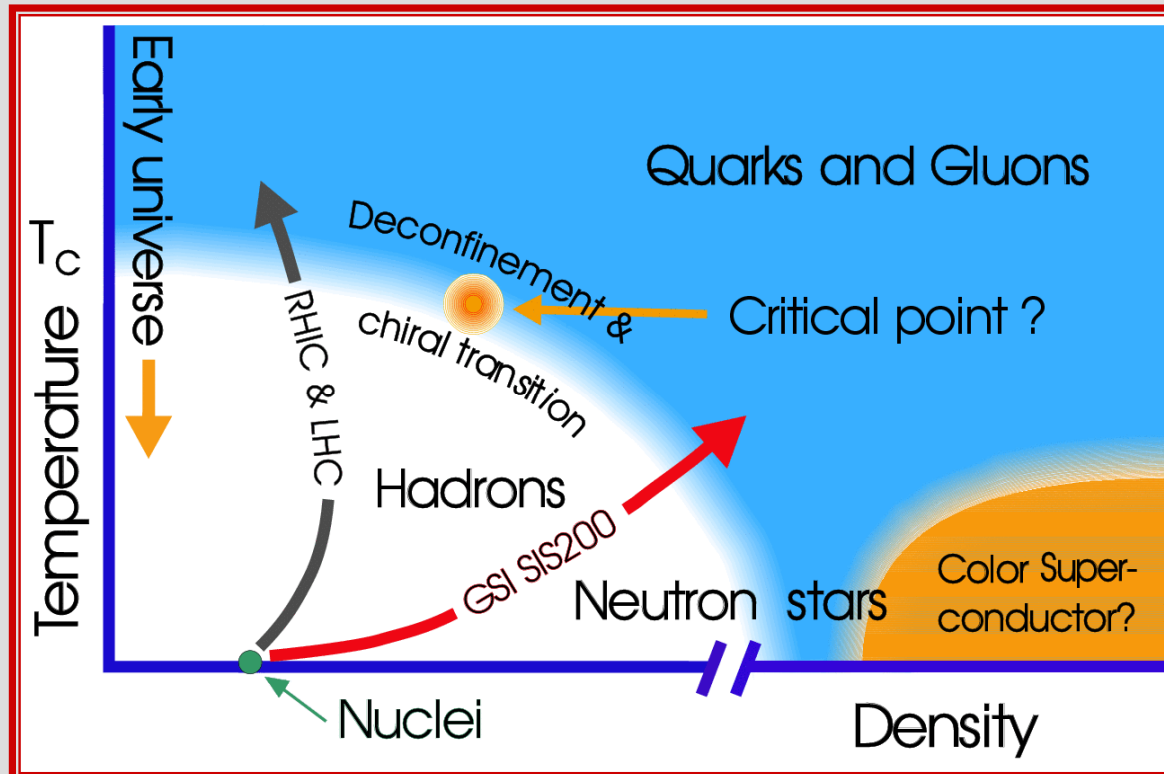 Early universe
Quarks and Gluons
Temperature T_C
Deconfinement &
chiral transition
Critical point ?
RHIC & LHC
Hadrons
GSI SIS200
Neutron stars
Color Super-
conductor?
Nuclei
Density